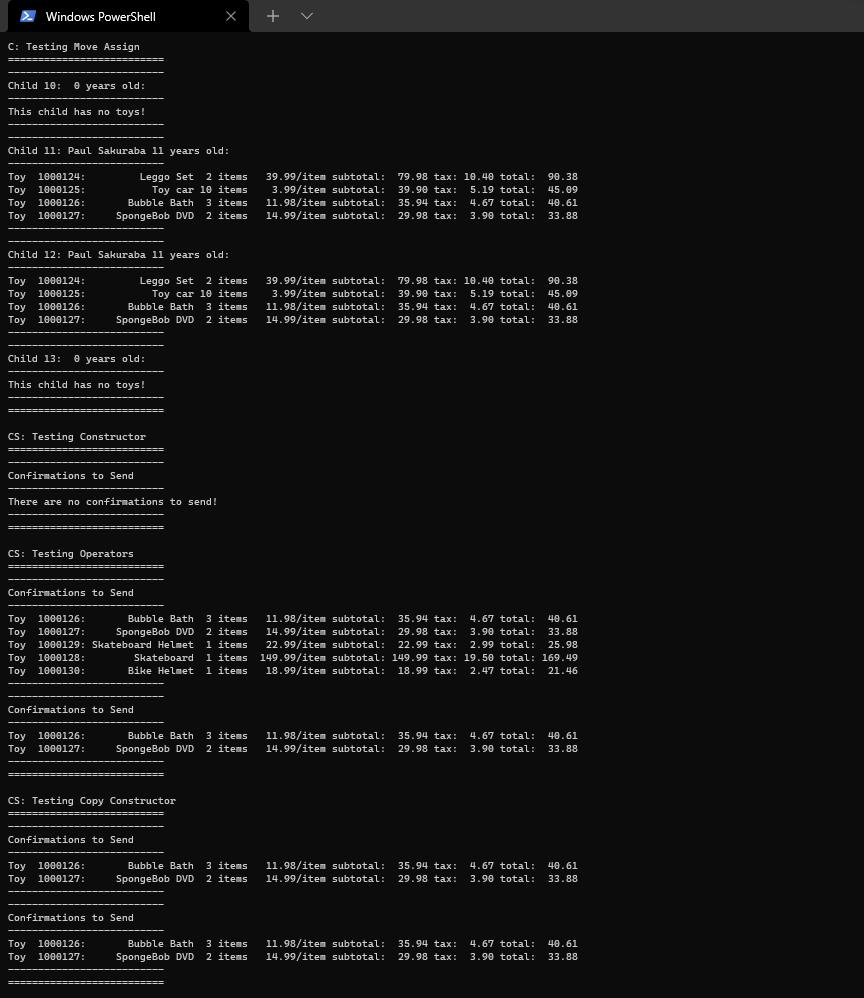 Windows PowerShell
C: Testing Move Assign
==========================
--------------------------
Child 10:  0 years old:
--------------------------
This child has no toys!
--------------------------
--------------------------
Child 11: Paul Sakuraba 11 years old:
--------------------------
Toy  1000124:         Leggo Set  2 items   39.99/item subtotal:  79.98 tax: 10.40 total:  90.38
Toy  1000125:           Toy car 10 items    3.99/item subtotal:  39.90 tax:  5.19 total:  45.09
Toy  1000126:       Bubble Bath  3 items   11.98/item subtotal:  35.94 tax:  4.67 total:  40.61
Toy  1000127:     SpongeBob DVD  2 items   14.99/item subtotal:  29.98 tax:  3.90 total:  33.88
--------------------------
--------------------------
Child 12: Paul Sakuraba 11 years old:
--------------------------
Toy  1000124:         Leggo Set  2 items   39.99/item subtotal:  79.98 tax: 10.40 total:  90.38
Toy  1000125:           Toy car 10 items    3.99/item subtotal:  39.90 tax:  5.19 total:  45.09
Toy  1000126:       Bubble Bath  3 items   11.98/item subtotal:  35.94 tax:  4.67 total:  40.61
Toy  1000127:     SpongeBob DVD  2 items   14.99/item subtotal:  29.98 tax:  3.90 total:  33.88
--------------------------
--------------------------
Child 13:  0 years old:
--------------------------
This child has no toys!
--------------------------
==========================
CS: Testing Constructor
==========================
--------------------------
Confirmations to Send
--------------------------
There are no confirmations to send!
--------------------------
==========================
CS: Testing Operators
==========================
--------------------------
Confirmations to Send
--------------------------
Toy  1000126:       Bubble Bath  3 items   11.98/item subtotal:  35.94 tax:  4.67 total:  40.61
Toy  1000127:     SpongeBob DVD  2 items   14.99/item subtotal:  29.98 tax:  3.90 total:  33.88
Toy  1000129: Skateboard Helmet  1 items   22.99/item subtotal:  22.99 tax:  2.99 total:  25.98
Toy  1000128:        Skateboard  1 items  149.99/item subtotal: 149.99 tax: 19.50 total: 169.49
Toy  1000130:       Bike Helmet  1 items   18.99/item subtotal:  18.99 tax:  2.47 total:  21.46
--------------------------
--------------------------
Confirmations to Send
--------------------------
Toy  1000126:       Bubble Bath  3 items   11.98/item subtotal:  35.94 tax:  4.67 total:  40.61
Toy  1000127:     SpongeBob DVD  2 items   14.99/item subtotal:  29.98 tax:  3.90 total:  33.88
--------------------------
==========================
CS: Testing Copy Constructor
==========================
--------------------------
Confirmations to Send
--------------------------
Toy  1000126:       Bubble Bath  3 items   11.98/item subtotal:  35.94 tax:  4.67 total:  40.61
Toy  1000127:     SpongeBob DVD  2 items   14.99/item subtotal:  29.98 tax:  3.90 total:  33.88
--------------------------
--------------------------
Confirmations to Send
--------------------------
Toy  1000126:       Bubble Bath  3 items   11.98/item subtotal:  35.94 tax:  4.67 total:  40.61
Toy  1000127:     SpongeBob DVD  2 items   14.99/item subtotal:  29.98 tax:  3.90 total:  33.88
--------------------------
==========================